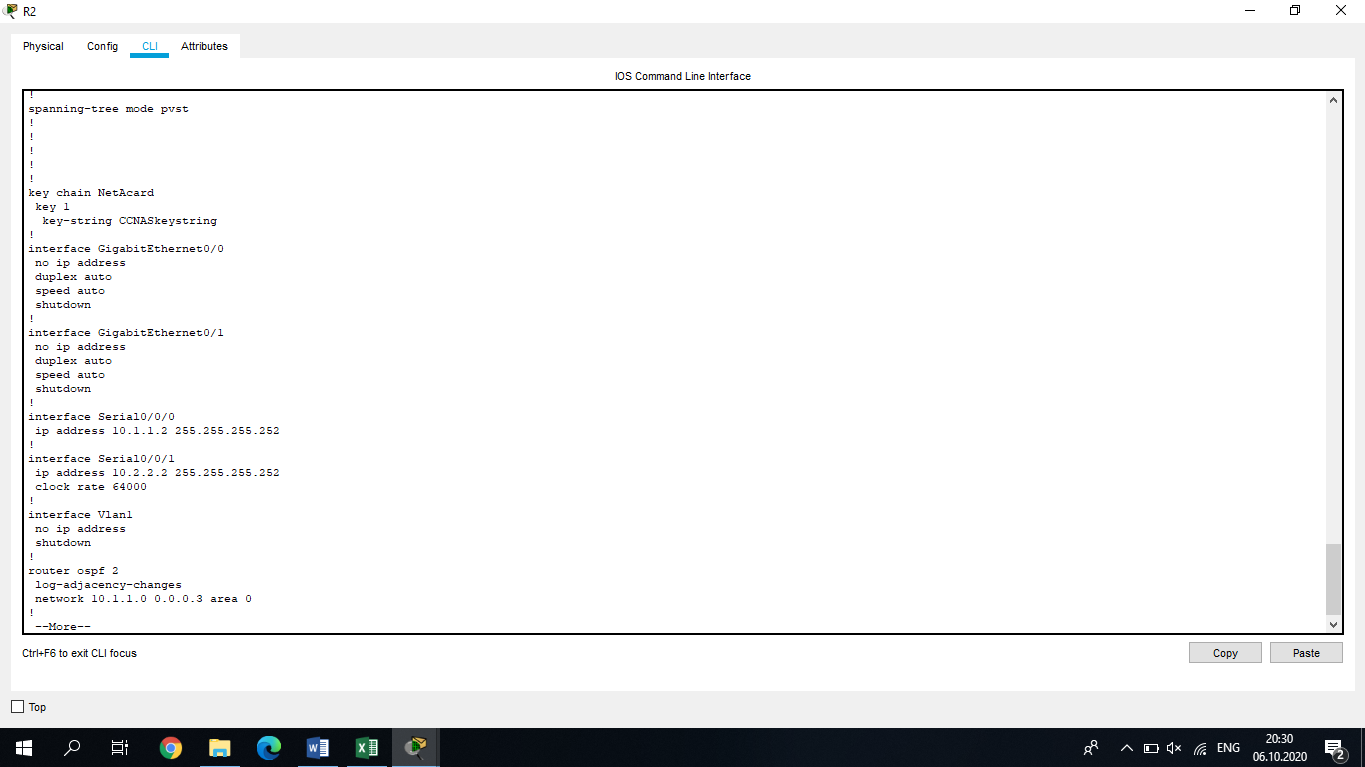 R2
Physical Config CLI Attributes
IOS Command Line Interface
!
spanning-tree mode pvst
!
!
!
!
!
key chain NetAcard
key 1
key-string CCNASkeystring
!
interface GigabitEthernet0/0
no ip address
duplex auto
speed auto
shutdown
!
interface GigabitEthernet0/1
no ip address
duplex auto
speed auto
shutdown
!
interface Serial0/0/0
ip address 10.1.1.2 255.255.255.252
!
interface Serial0/0/1
ip address 10.2.2.2 255.255.255.252
clock rate 64000
!
interface Vlan1
no ip address
shutdown
!
router ospf 2
log-adjacency-changes
network 10.1.1.0 0.0.0.3 area 0
!
--More--
Ctrl+F6 to exit CLI focus
Copy Paste
Top
ENG
20:30
06.10.2020
2